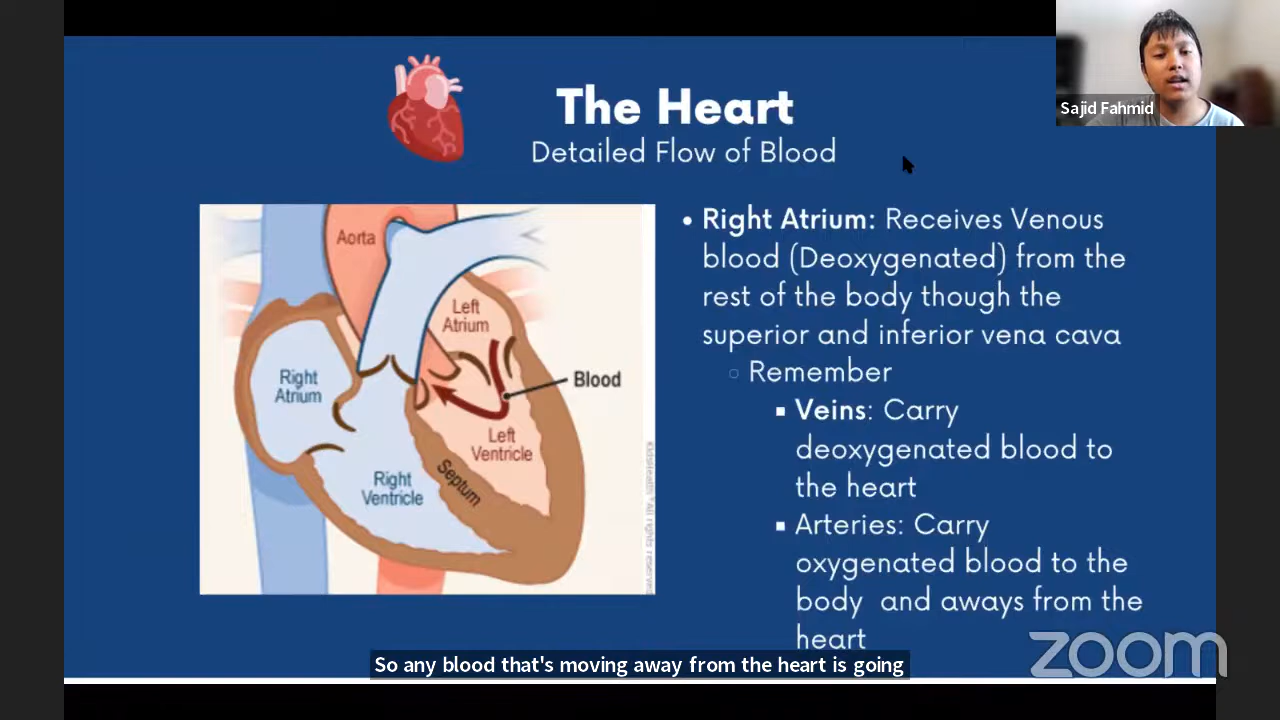 Sajid Fahmid
The Heart
Detailed Flow of Blood
Aorta
Left
Atrium
Right
Atrium
Blood
Left
Ventricle
Septum
Right
Ventricle
• Right Atrium: Receives Venous
blood (Deoxygenated) from the
rest of the body though the
superior and inferior vena cava
Remember
Veins: Carry
deoxygenated blood to
the heart
Arteries: Carry
oxygenated blood to the
body and aways from the
heart
So any blood that's moving away from the heart is going
zoom